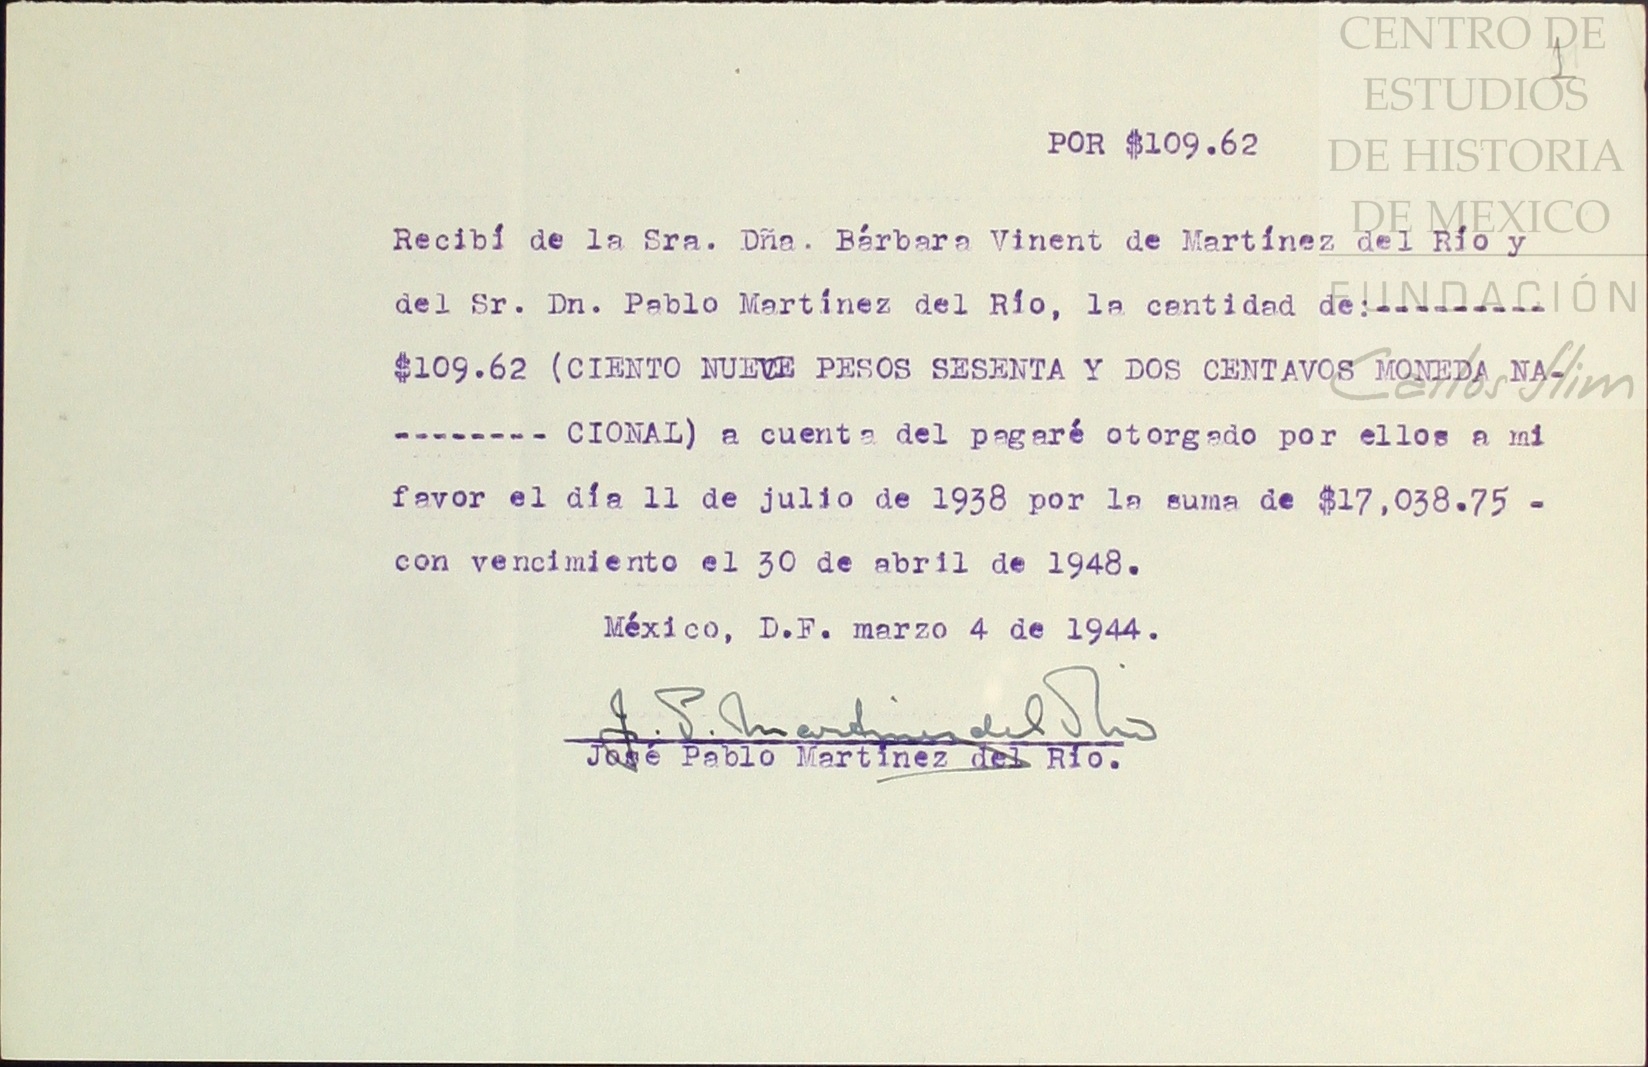 CENTRO DE
ESTUDIOS
DE HISTORIA
DE MEXICO
FUNDACIÓN
Carlos Slim
1
POR $109.62
Recibí de la Sra. Dña. Bárbara Vinent de Martínez del Río y
del Sr. Dn. Pablo Martínez del Río, la cantidad de:---------
$109.62 (CIENTO NUEVE PESOS SESENTA Y DOS CENTAVOS MONEDA NA-
-------- CIONAL) a cuenta del pagaré otorgado por ellos a mi
favor el día 11 de julio de 1938 por la suma de $17,038.75 -
con vencimiento el 30 de abril de 1948.
México, D.F. marzo 4 de 1944.
J. P. Martinez del Rio
José Pablo Martínez del Río.